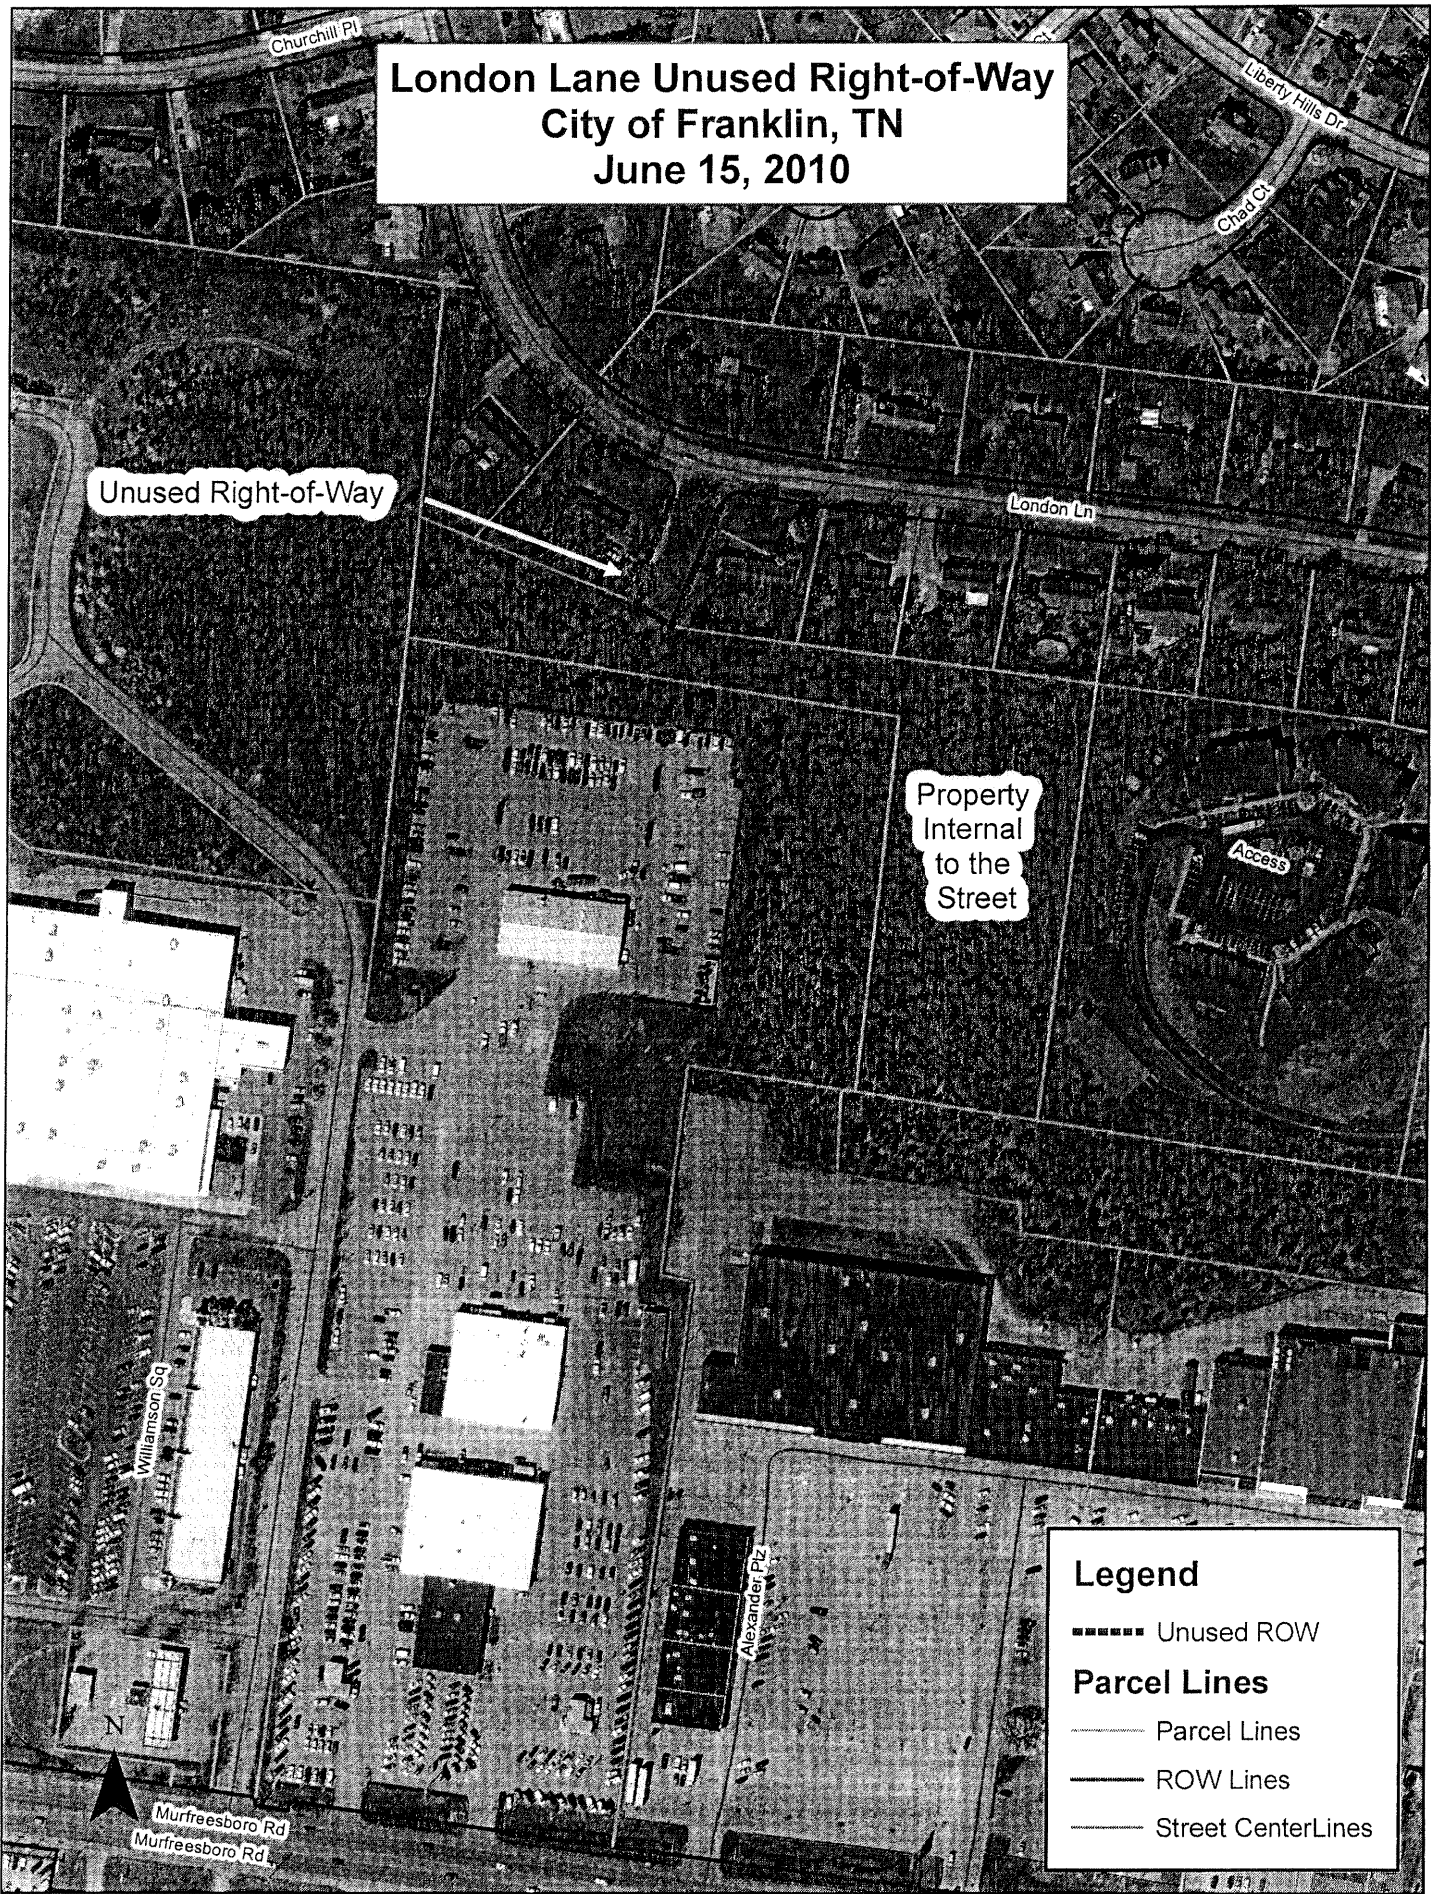 Churchill Pl
London Lane Unused Right-of-Way
City of Franklin, TN
June 15, 2010
Ct
Liberty Hills Dr
Chad Ct
Unused Right-of-Way
London Ln
Property
Internal
to the
Street
Access
Williamson Sq
Alexander Plz
N
Murfreesboro Rd
Murfreesboro Rd
Legend
Unused ROW
Parcel Lines
Parcel Lines
ROW Lines
Street CenterLines